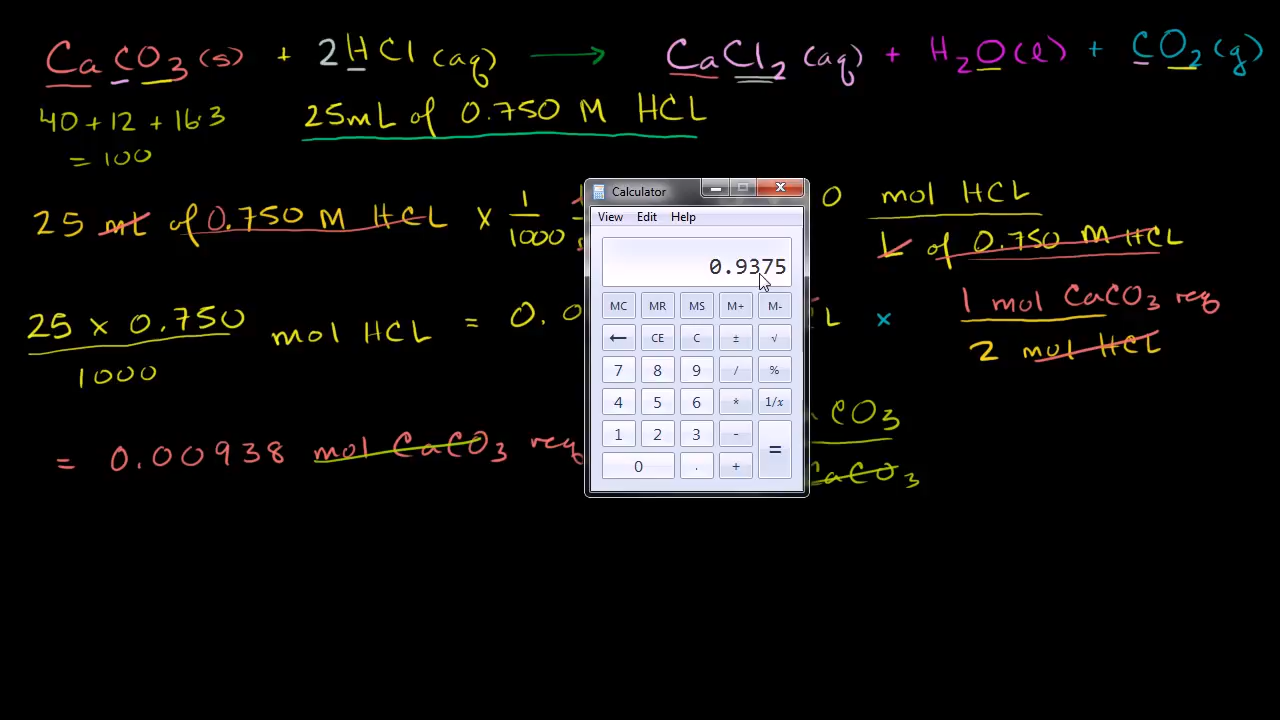 CaCO3 (s) + 2HCl (aq) → CaCl2 (aq) + H2O (l) + CO2 (g)
40 + 12 + 16·3
25mL of 0.750 M HCL
= 100
25 mL of 0.750 M HCL × 1/1000 0 mol HCL / L of 0.750 M HCL
25 × 0.750 / 1000 mol HCL = 0.0 L × 1 mol CaCO3 req / 2 mol HCL
= 0.00938 mol CaCO3 req CO3 / CaCO3
Calculator
View Edit Help
0.9375
MC MR MS M+ M-
← CE C ± √
7 8 9 / %
4 5 6 * 1/x
1 2 3 - =
0 . +